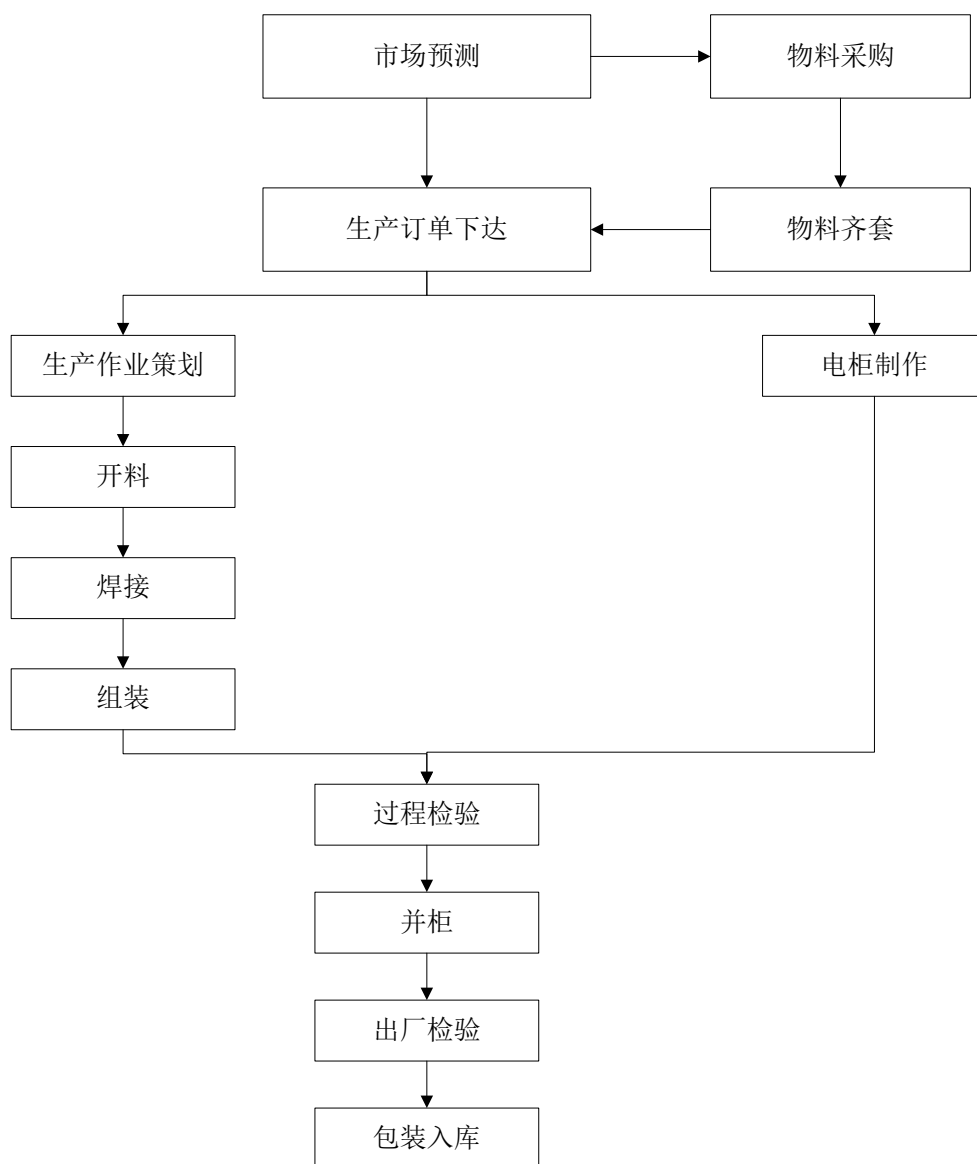 市场预测
物料采购
生产订单下达
物料齐套
生产作业策划
电柜制作
开料
焊接
组装
过程检验
并柜
出厂检验
包装入库